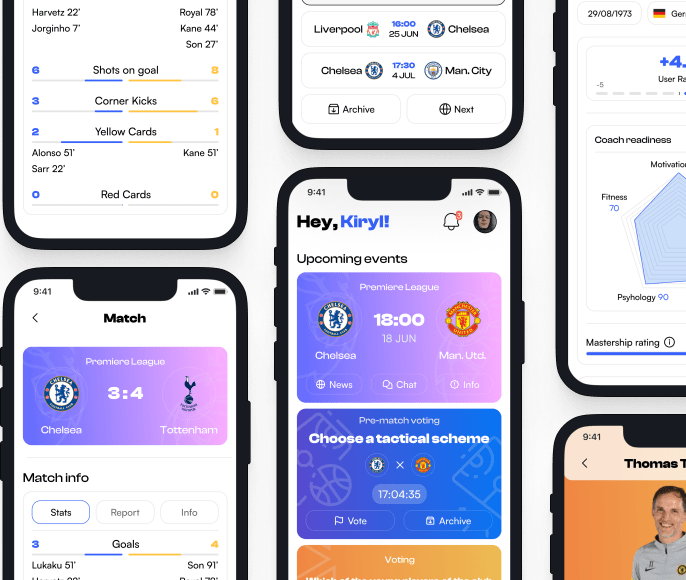 Harvetz 22' Royal 78'
Jorginho 7' Kane 44'
Son 27'
6 Shots on goal 8
3 Corner Kicks 6
2 Yellow Cards 1
Alonso 51' Kane 51'
Sarr 22'
0 Red Cards 0
9:41
Match
Premiere League
3:4
Chelsea Tottenham
Match info
Stats Report Info
3 Goals 4
Lukaku 51' Son 91'
Liverpool 16:00 Chelsea
25 JUN
Chelsea 17:30 Man. City
4 JUL
Archive Next
9:41
Hey, Kiryl!
3
Upcoming events
Premiere League
18:00
18 JUN
Chelsea Man. Utd.
News Chat Info
Pre-match voting
Choose a tactical scheme
17:04:35
Vote Archive
Voting
29/08/1973 Ger
+4.
User Ra
-5
Coach readiness
Motivation
Fitness
70
Psyhology 90
Mastership rating
9:41
Thomas T